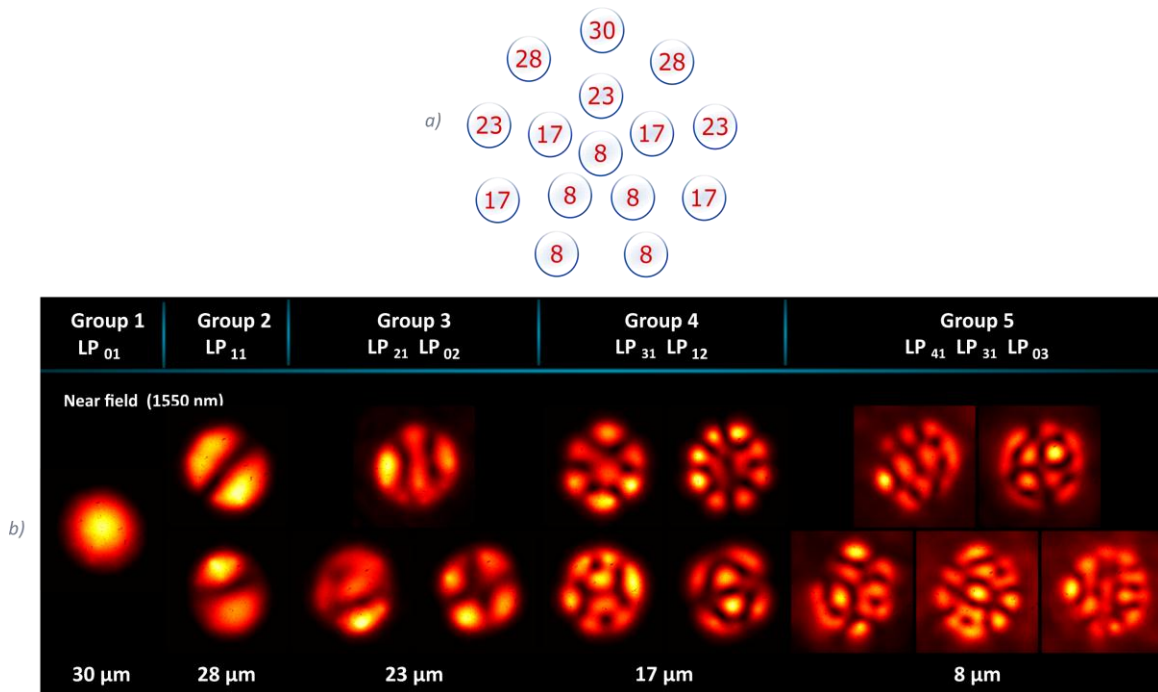 30
28 28
23
a)
23 17 17 23
8
17 8 8 17
8 8
Group 1 Group 2 Group 3 Group 4 Group 5
LP 01 LP 11 LP 21 LP 02 LP 31 LP 12 LP 41 LP 31 LP 03
Near field (1550 nm)
b)
30 µm 28 µm 23 µm 17 µm 8 µm